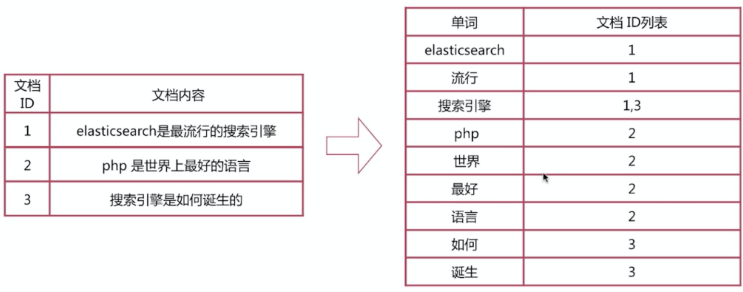 文档
ID
文档内容
1
elasticsearch是最流行的搜索引擎
2
php 是世界上最好的语言
3
搜索引擎是如何诞生的
单词
文档 ID列表
elasticsearch
1
流行
1
搜索引擎
1,3
php
2
世界
2
最好
2
语言
2
如何
3
诞生
3